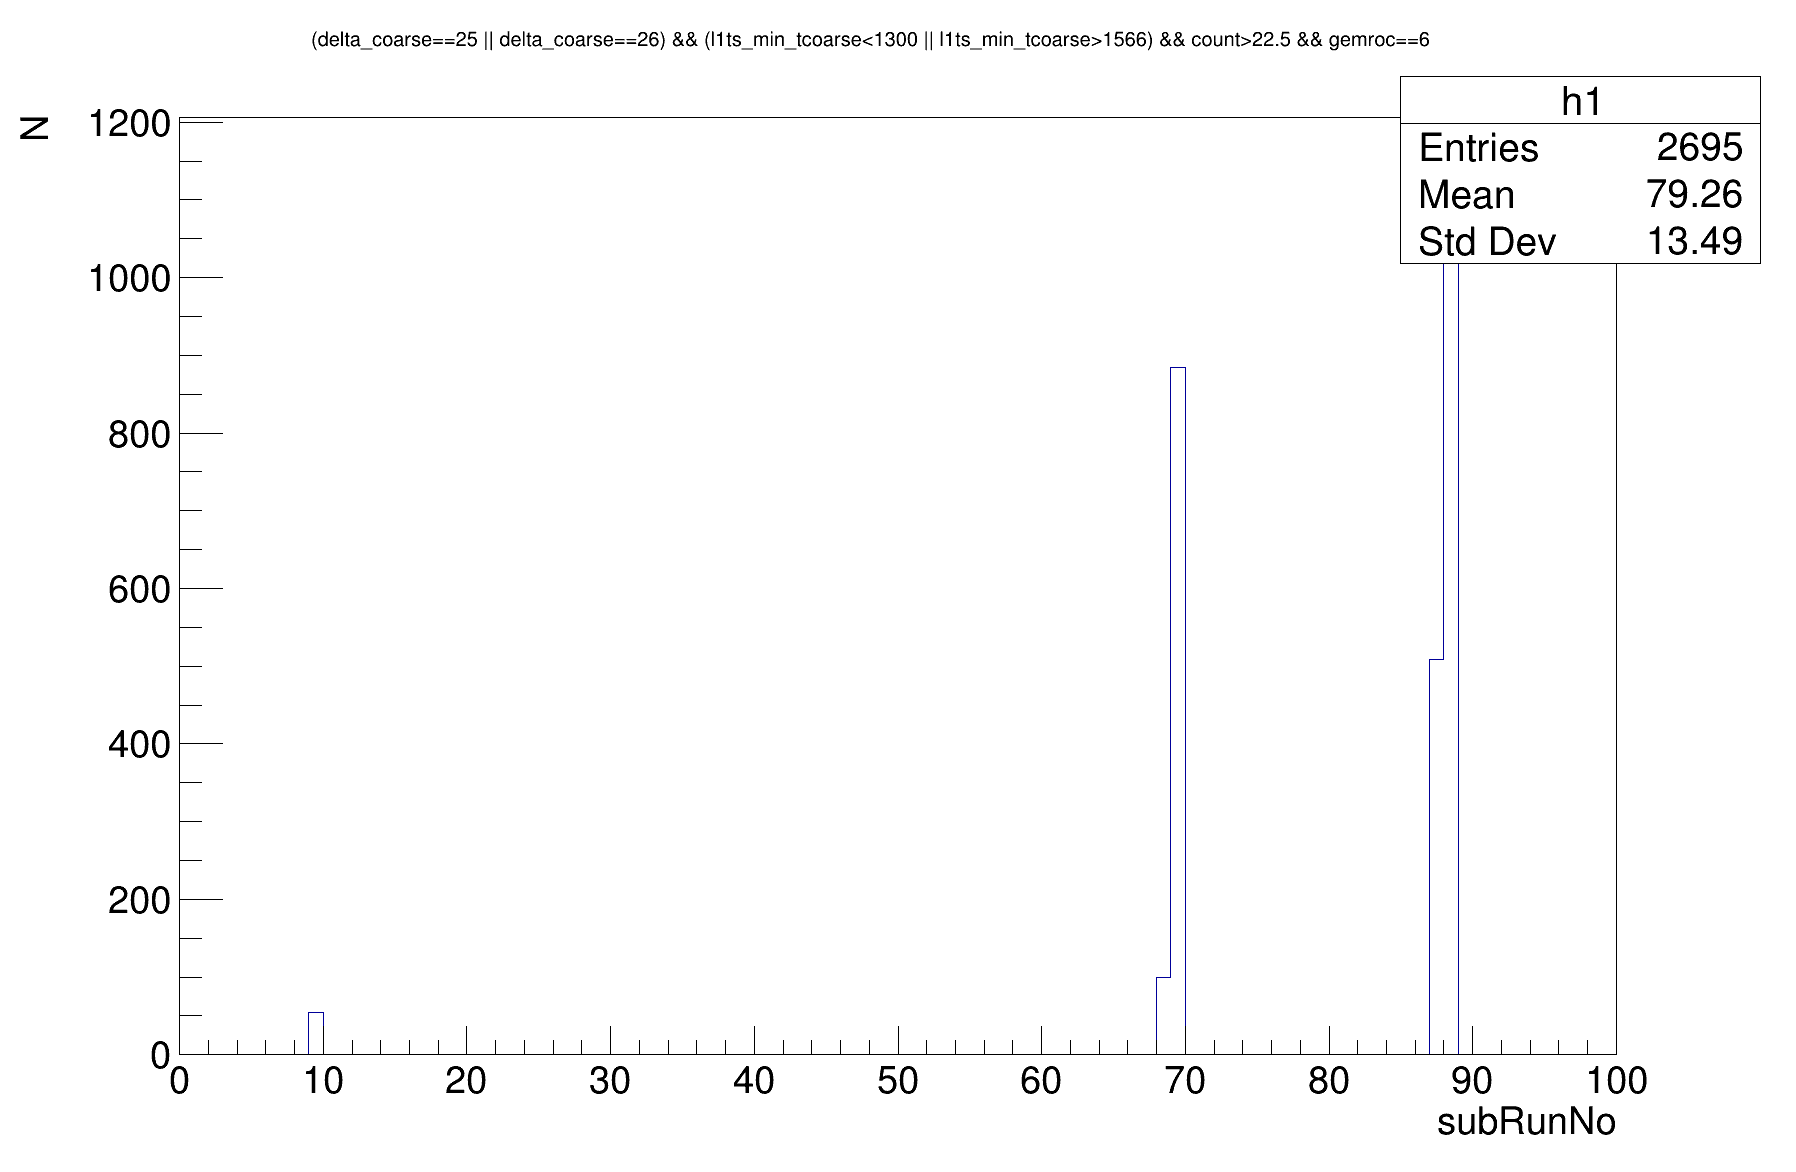 (delta_coarse==25 || delta_coarse==26) && (l1ts_min_tcoarse<1300 || l1ts_min_tcoarse>1566) && count>22.5 && gemroc==6
h1
Entries 2695
Mean 79.26
Std Dev 13.49
N
1200
1000
800
600
400
200
0
0 10 20 30 40 50 60 70 80 90 100
subRunNo